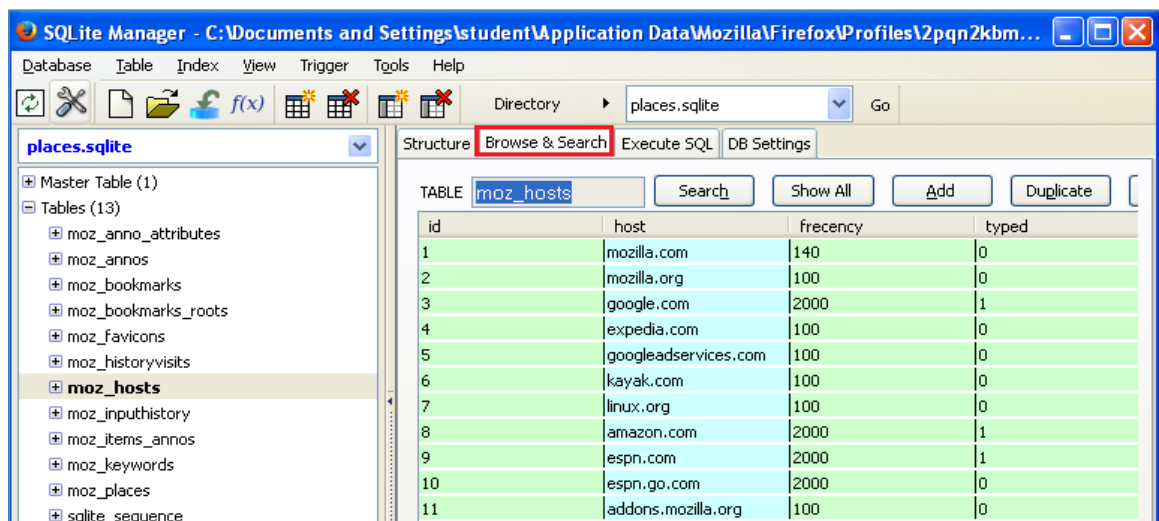 SQLite Manager - C:\Documents and Settings\student\Application Data\Mozilla\Firefox\Profiles\2pqn2kbm...
Database Table Index View Trigger Tools Help
f(x) Directory places.sqlite Go
places.sqlite
Master Table (1)
Tables (13)
moz_anno_attributes
moz_annos
moz_bookmarks
moz_bookmarks_roots
moz_favicons
moz_historyvisits
moz_hosts
moz_inputhistory
moz_items_annos
moz_keywords
moz_places
sqlite_sequence
Structure Browse & Search Execute SQL DB Settings
TABLE moz_hosts Search Show All Add Duplicate
id host frecency typed
1 mozilla.com 140 0
2 mozilla.org 100 0
3 google.com 2000 1
4 expedia.com 100 0
5 googleadservices.com 100 0
6 kayak.com 100 0
7 linux.org 100 0
8 amazon.com 2000 1
9 espn.com 2000 1
10 espn.go.com 2000 0
11 addons.mozilla.org 100 0